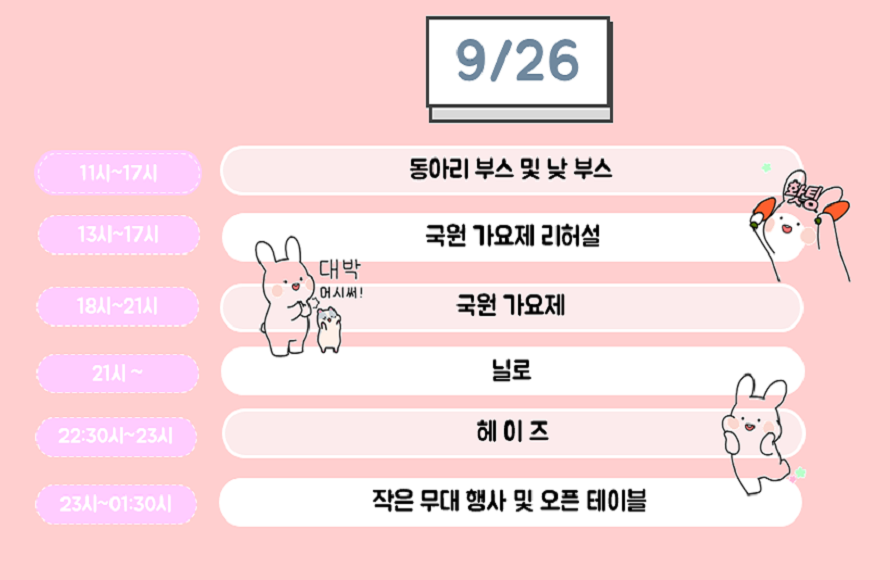 9/26
11시~17시 동아리 부스 및 낮 부스
홧팅
13시~17시 국원 가요제 리허설
대박
어시써!
18시~21시 국원 가요제
21시 ~ 닐로
22:30시~23시 헤 이 즈
23시~01:30시 작은 무대 행사 및 오픈 테이블